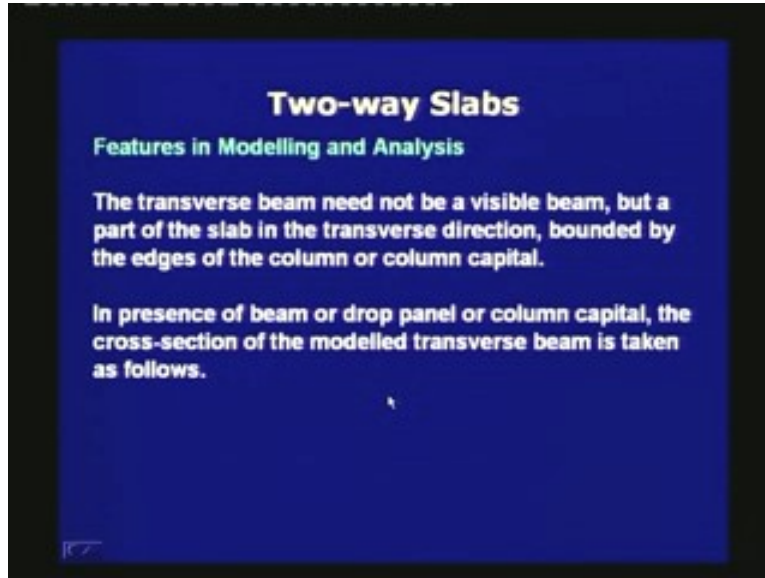 Two-way Slabs
Features in Modelling and Analysis
The transverse beam need not be a visible beam, but a
part of the slab in the transverse direction, bounded by
the edges of the column or column capital.
In presence of beam or drop panel or column capital, the
cross-section of the modelled transverse beam is taken
as follows.